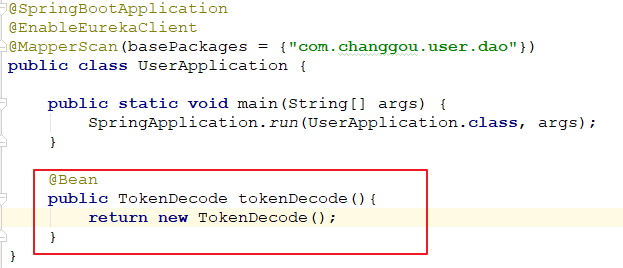 @SpringBootApplication
@EnableEurekaClient
@MapperScan(basePackages = {"com.changgou.user.dao"})
public class UserApplication {
public static void main(String[] args) {
SpringApplication.run(UserApplication.class, args);
}
@Bean
public TokenDecode tokenDecode(){
return new TokenDecode();
}
}